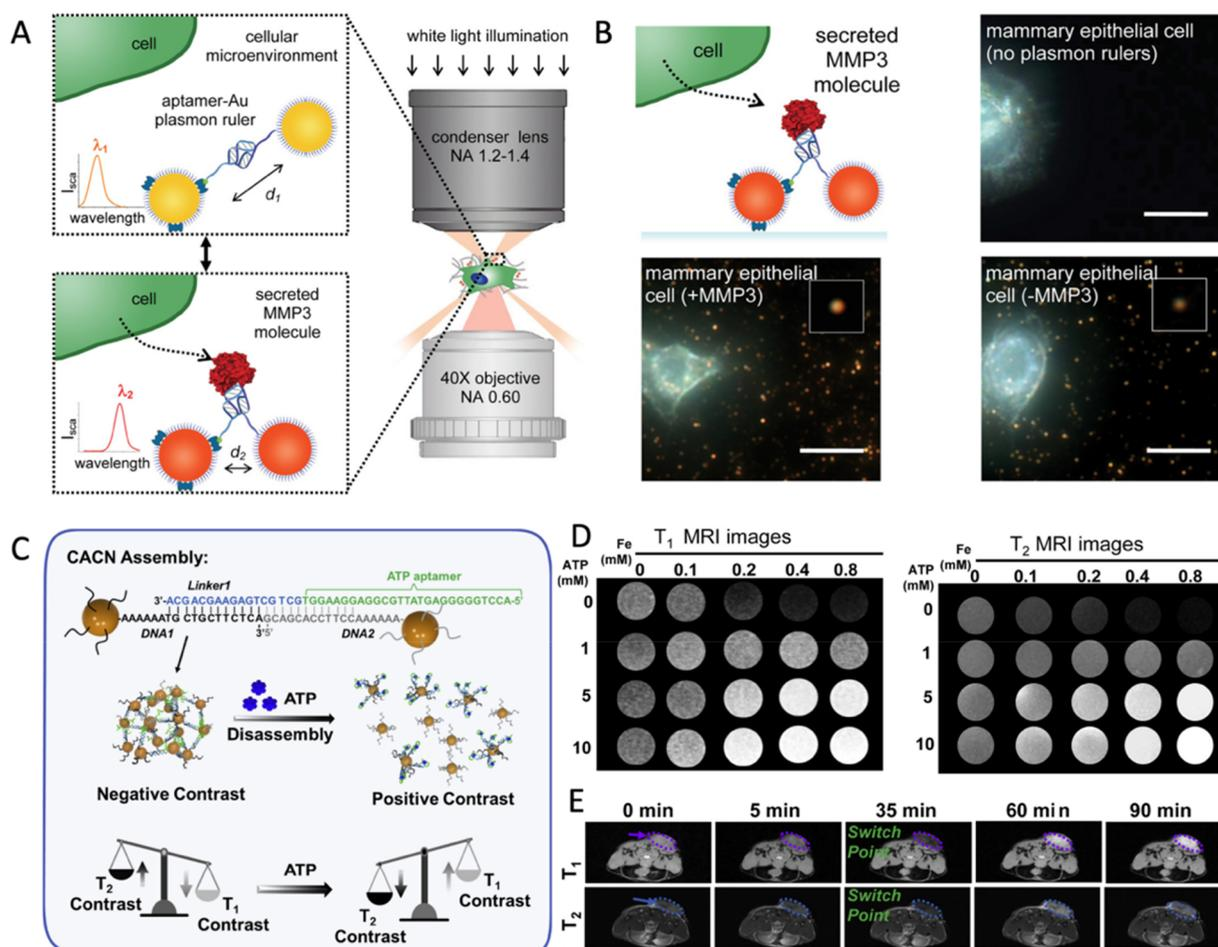 A
cell
cellular
microenvironment
aptamer-Au
plasmon ruler
λ1
Isca
wavelength
d1
cell
secreted
MMP3
molecule
λ2
Isca
wavelength
d2
white light illumination
condenser lens
NA 1.2-1.4
40X objective
NA 0.60
B
cell
secreted
MMP3
molecule
mammary epithelial cell
(no plasmon rulers)
mammary epithelial
cell (+MMP3)
mammary epithelial
cell (-MMP3)
C
CACN Assembly:
Linker1
ATP aptamer
3'-ACGACGAAGAGTCGTCGTGGAAGGAGGCGTTATGAGGGGGTCCA-5'
AAAAAATGCTGCTTCTCAGCAGCACCTTCCAAAAAA
DNA1
3'5'
DNA2
ATP
Disassembly
Negative Contrast
Positive Contrast
T2
Contrast
T1
Contrast
ATP
T2
Contrast
T1
Contrast
D
T1 MRI images
Fe
(mM)
0 0.1 0.2 0.4 0.8
ATP
(mM)
0
1
5
10
T2 MRI images
Fe
(mM)
0 0.1 0.2 0.4 0.8
ATP
(mM)
0
1
5
10
E
0 min 5 min 35 min 60 min 90 min
T1
Switch
Point
T2
Switch
Point